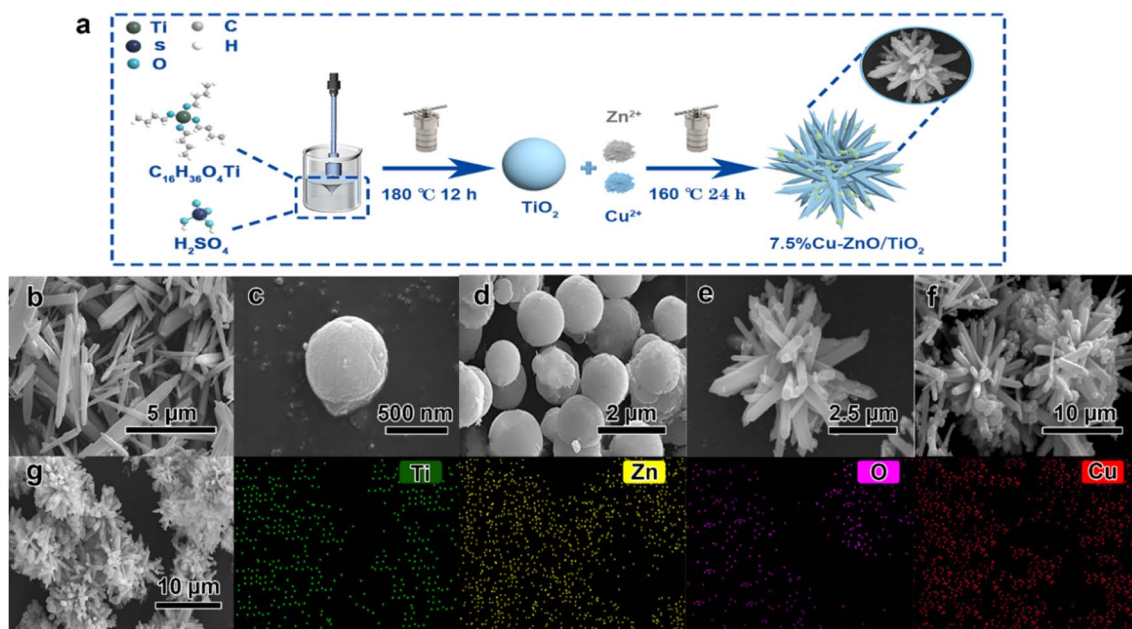 a
Ti C
S H
O
C₁₆H₃₆O₄Ti
H₂SO₄
180 ℃ 12 h
TiO₂
Zn²⁺
+
Cu²⁺
160 ℃ 24 h
7.5%Cu-ZnO/TiO₂
b
5 μm
c
500 nm
d
2 μm
e
2.5 μm
f
10 μm
g
10 μm
Ti
Zn
O
Cu